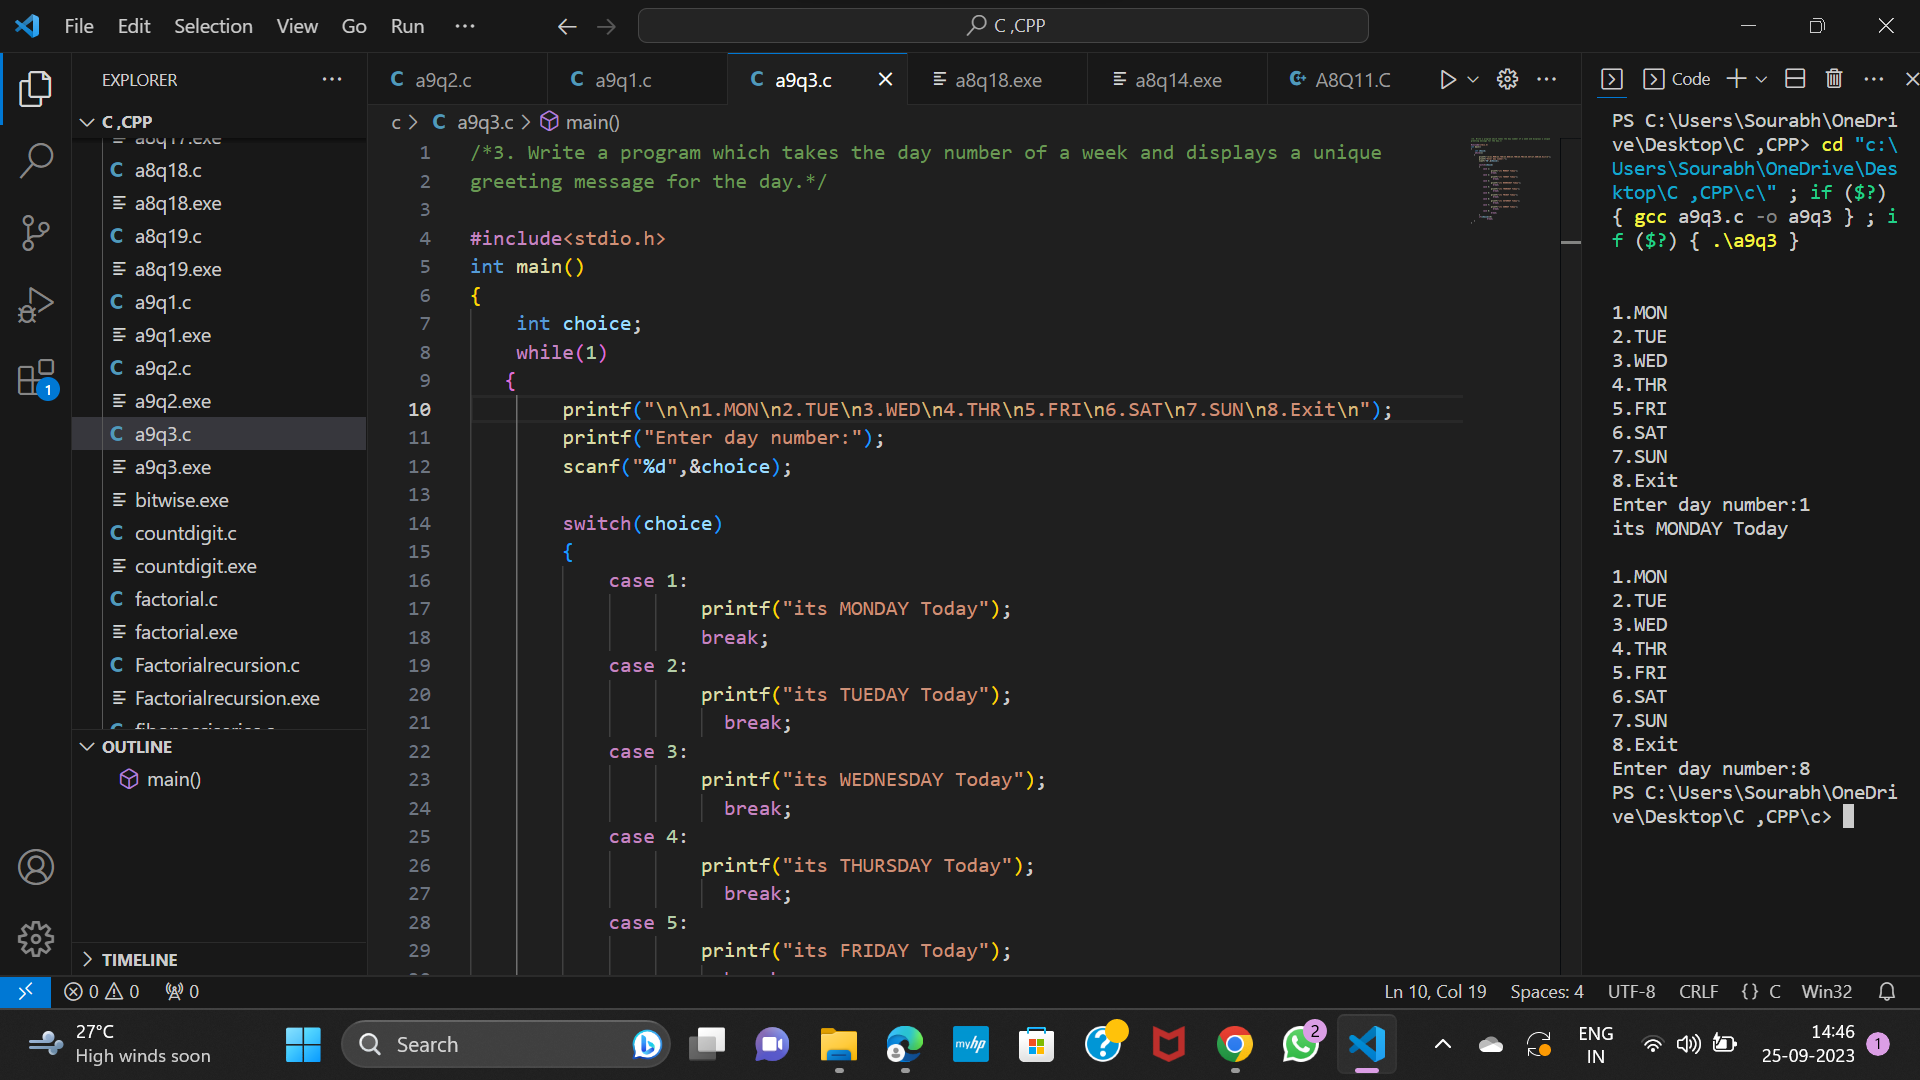 File Edit Selection View Go Run ··· C ,CPP
EXPLORER ···
C ,CPP
a8q17.exe
a8q18.c
a8q18.exe
a8q19.c
a8q19.exe
a9q1.c
a9q1.exe
a9q2.c
a9q2.exe
a9q3.c
a9q3.exe
bitwise.exe
countdigit.c
countdigit.exe
factorial.c
factorial.exe
Factorialrecursion.c
Factorialrecursion.exe
OUTLINE
main()
TIMELINE
a9q2.c a9q1.c a9q3.c a8q18.exe a8q14.exe A8Q11.C
c > C a9q3.c > main()
1 /*3. Write a program which takes the day number of a week and displays a unique
2 greeting message for the day.*/
3
4 #include<stdio.h>
5 int main()
6 {
7 int choice;
8 while(1)
9 {
10 printf("\n\n1.MON\n2.TUE\n3.WED\n4.THR\n5.FRI\n6.SAT\n7.SUN\n8.Exit\n");
11 printf("Enter day number:");
12 scanf("%d",&choice);
13
14 switch(choice)
15 {
16 case 1:
17 printf("its MONDAY Today");
18 break;
19 case 2:
20 printf("its TUEDAY Today");
21 break;
22 case 3:
23 printf("its WEDNESDAY Today");
24 break;
25 case 4:
26 printf("its THURSDAY Today");
27 break;
28 case 5:
29 printf("its FRIDAY Today");
Code
PS C:\Users\Sourabh\OneDri
ve\Desktop\C ,CPP> cd "c:\
Users\Sourabh\OneDrive\Des
ktop\C ,CPP\c\" ; if ($?)
{ gcc a9q3.c -o a9q3 } ; i
f ($?) { .\a9q3 }
1.MON
2.TUE
3.WED
4.THR
5.FRI
6.SAT
7.SUN
8.Exit
Enter day number:1
its MONDAY Today
1.MON
2.TUE
3.WED
4.THR
5.FRI
6.SAT
7.SUN
8.Exit
Enter day number:8
PS C:\Users\Sourabh\OneDri
ve\Desktop\C ,CPP\c>
1
0 0 0 Ln 10, Col 19 Spaces: 4 UTF-8 CRLF {} C Win32
27°C
High winds soon
Search
myhp
2
ENG
IN
14:46
25-09-2023
1